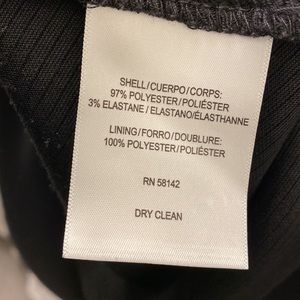 SHELL/CUERPO/CORPS:
97% POLYESTER/POLIÉSTER
3% ELASTANE/ELASTANO/ÉLASTHANNE
LINING/FORRO/DOUBLURE:
100% POLYESTER/POLIÉSTER
RN 58142
DRY CLEAN